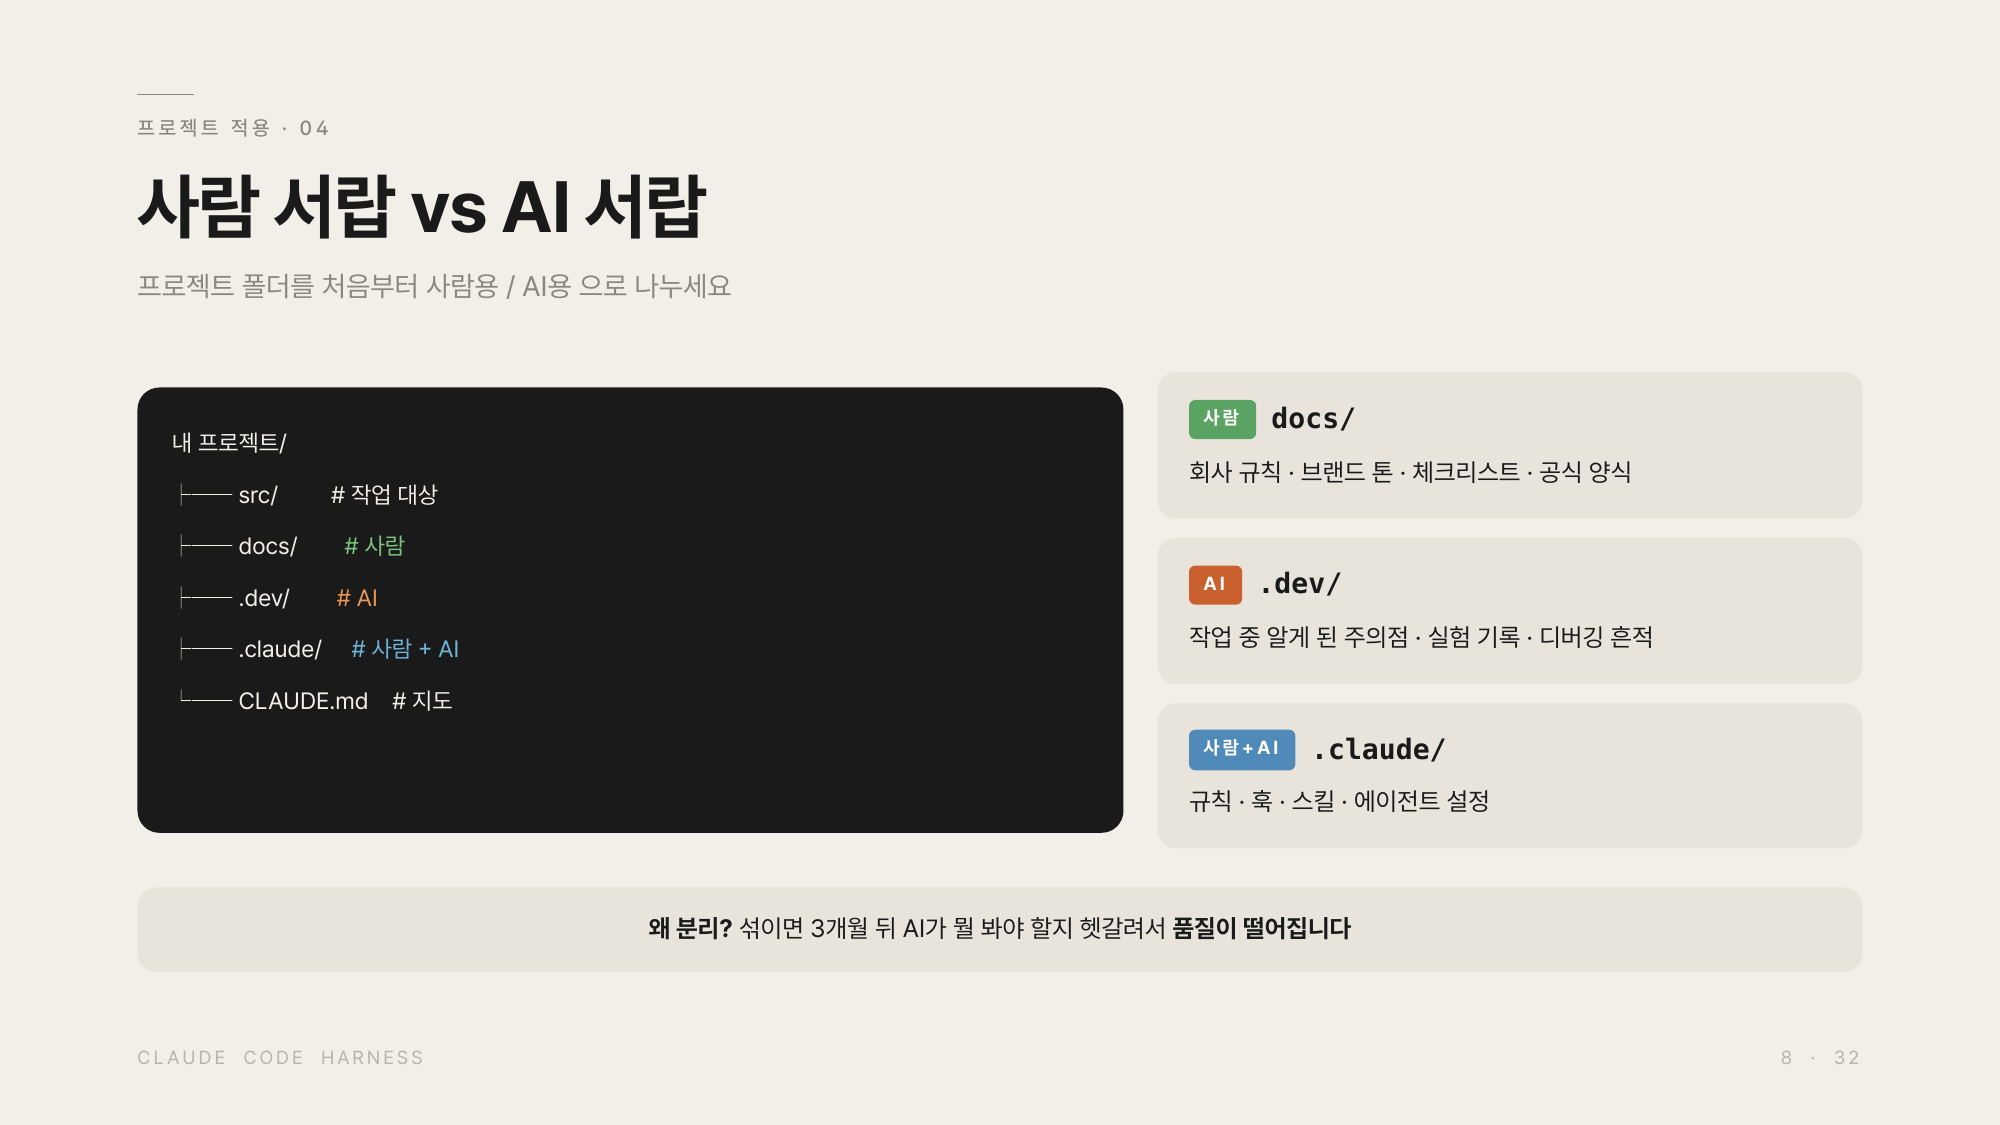 프로젝트 적용 · 04
사람 서랍 vs AI 서랍
프로젝트 폴더를 처음부터 사람용 / AI용 으로 나누세요
내 프로젝트/
├── src/ # 작업 대상
├── docs/ # 사람
├── .dev/ # AI
├── .claude/ # 사람 + AI
└── CLAUDE.md # 지도
사람 docs/
회사 규칙 · 브랜드 톤 · 체크리스트 · 공식 양식
AI .dev/
작업 중 알게 된 주의점 · 실험 기록 · 디버깅 흔적
사람+AI .claude/
규칙 · 훅 · 스킬 · 에이전트 설정
왜 분리? 섞이면 3개월 뒤 AI가 뭘 봐야 할지 헷갈려서 품질이 떨어집니다
CLAUDE CODE HARNESS
8 · 32